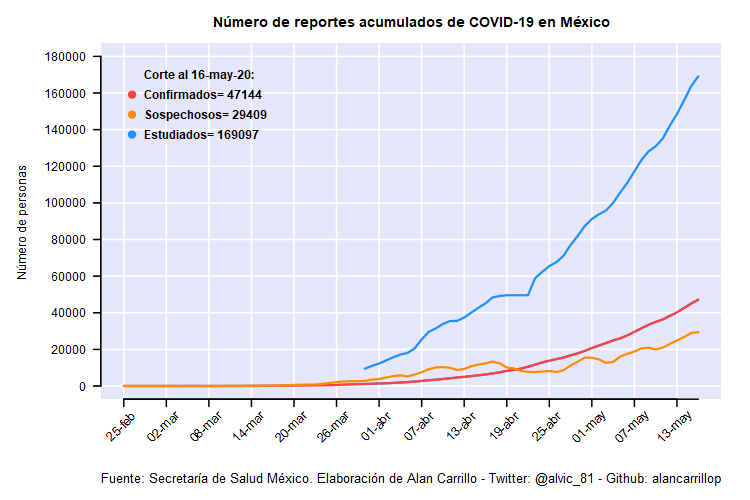 Número de reportes acumulados de COVID-19 en México
Corte al 16-may-20:
Confirmados= 47144
Sospechosos= 29409
Estudiados= 169097
Número de personas
180000
160000
140000
120000
100000
80000
60000
40000
20000
0
25-feb
02-mar
08-mar
14-mar
20-mar
26-mar
01-abr
07-abr
13-abr
19-abr
25-abr
01-may
07-may
13-may
Fuente: Secretaría de Salud México. Elaboración de Alan Carrillo - Twitter: @alvic_81 - Github: alancarrillop